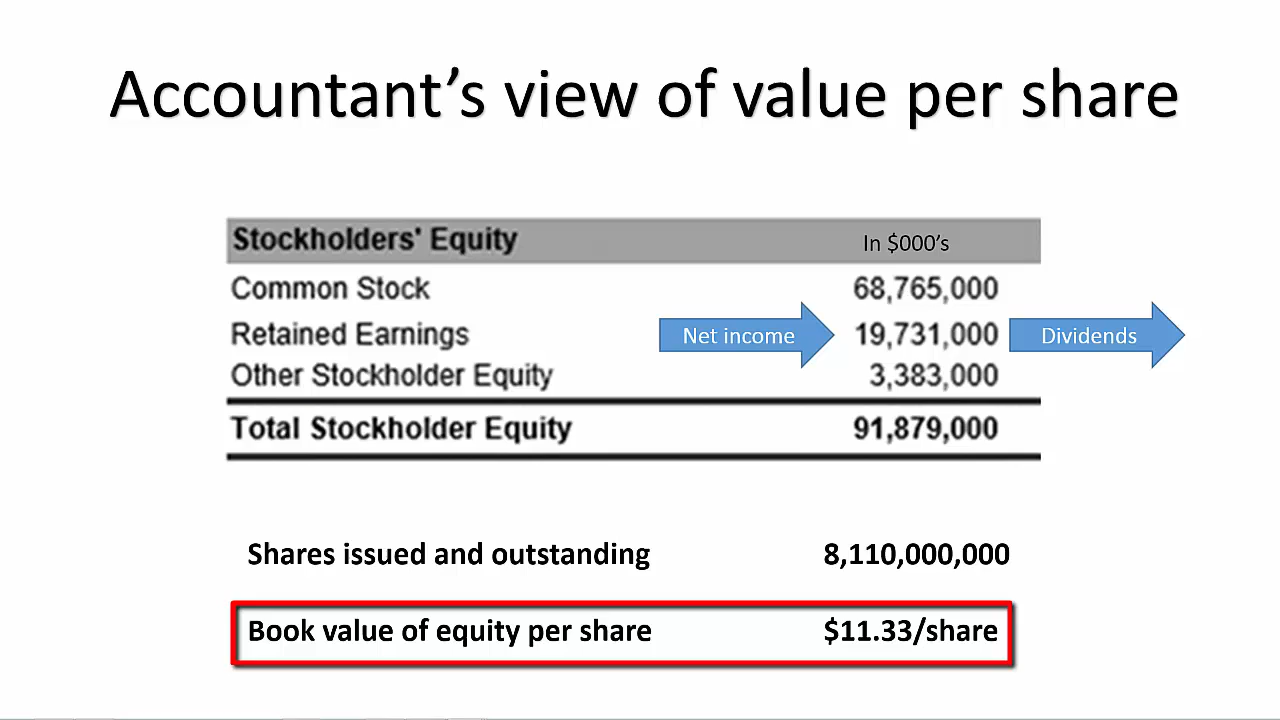 Accountant’s view of value per share
Stockholders' Equity In $000’s
Common Stock 68,765,000
Retained Earnings Net income 19,731,000 Dividends
Other Stockholder Equity 3,383,000
Total Stockholder Equity 91,879,000
Shares issued and outstanding 8,110,000,000
Book value of equity per share $11.33/share